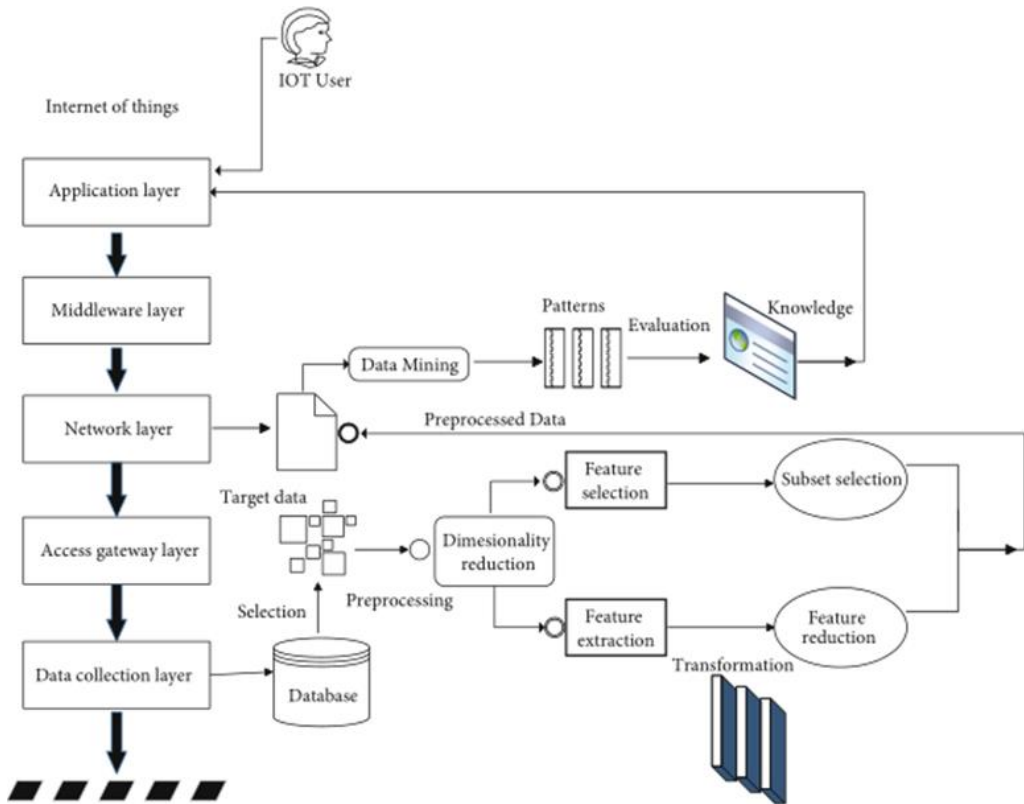 IOT User
Internet of things
Application layer
Middleware layer
Patterns
Evaluation
Knowledge
Data Mining
Network layer
Preprocessed Data
Target data
Feature
selection
Subset selection
Access gateway layer
Dimesionality
reduction
Preprocessing
Selection
Feature
extraction
Feature
reduction
Data collection layer
Database
Transformation